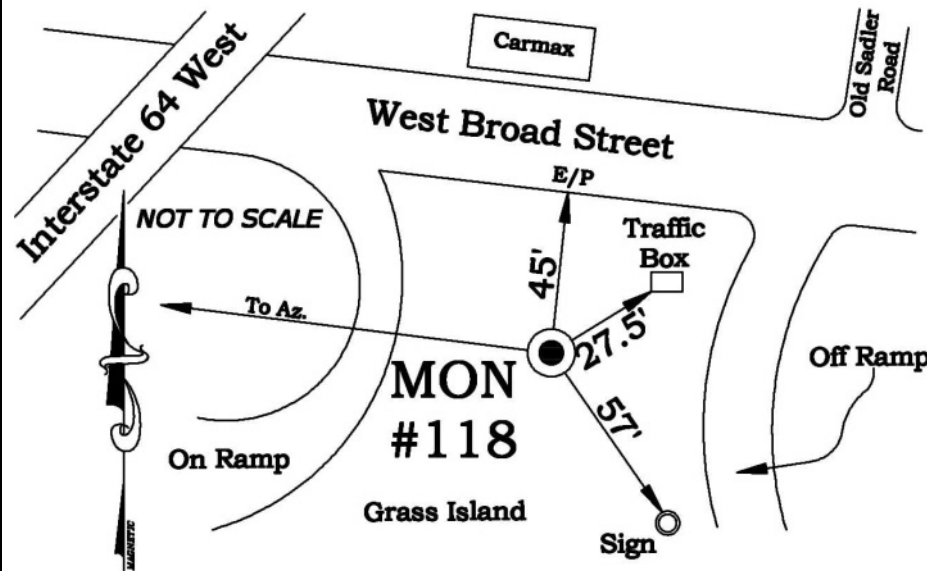 Carmax
Old Sadler
Road
Interstate 64 West
West Broad Street
E/P
NOT TO SCALE
Traffic
Box
45'
To Az.
27.5'
Off Ramp
MON
#118
57'
On Ramp
Grass Island
Sign
MAGNETIC